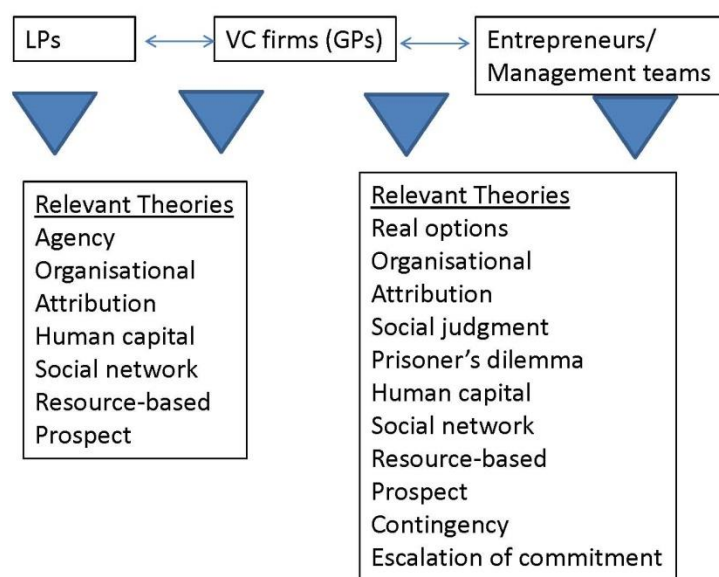 LPs
VC firms (GPs)
Entrepreneurs/
Management teams
Relevant Theories
Agency
Organisational
Attribution
Human capital
Social network
Resource-based
Prospect
Relevant Theories
Real options
Organisational
Attribution
Social judgment
Prisoner’s dilemma
Human capital
Social network
Resource-based
Prospect
Contingency
Escalation of commitment